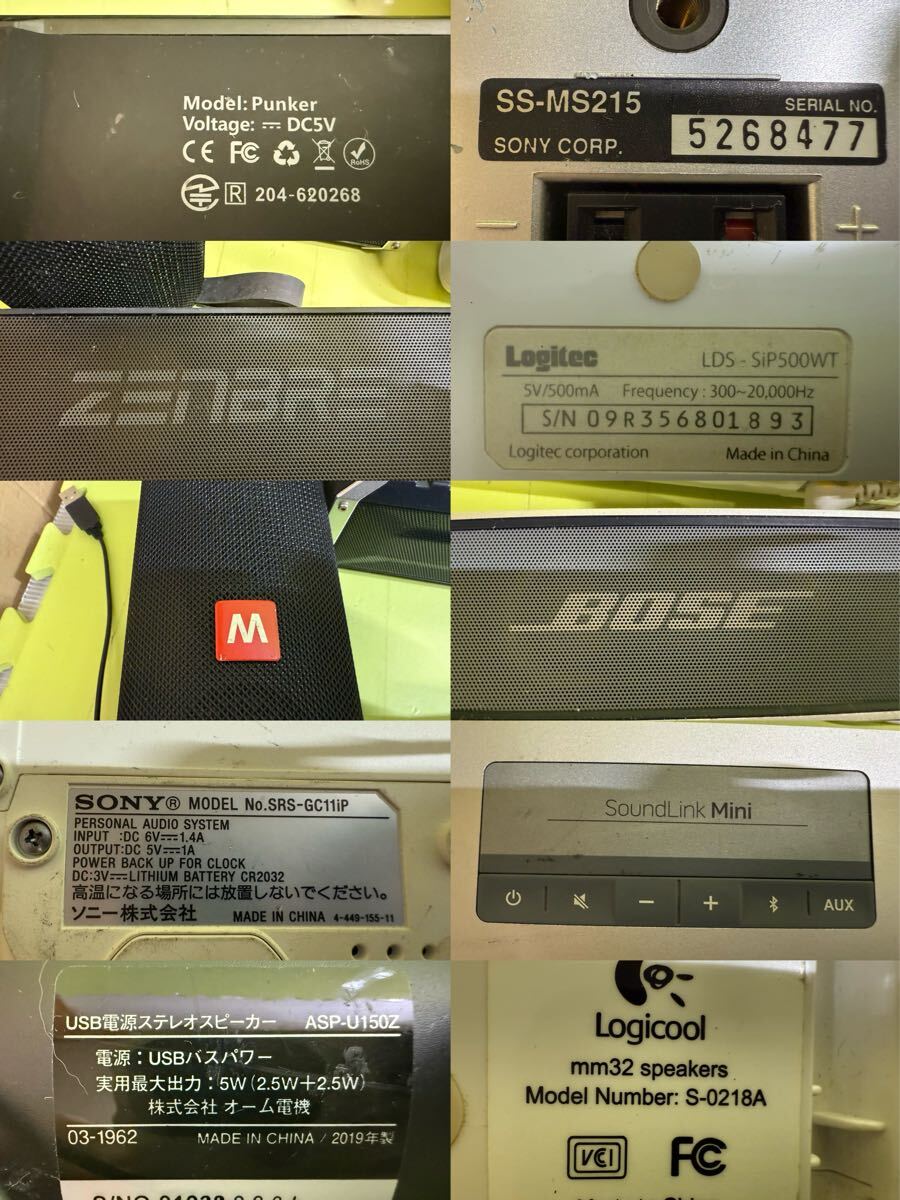 Model: Punker
Voltage: ⎓ DC5V
CE FC RoHS
R 204-620268
SS-MS215
SERIAL NO.
SONY CORP.
5268477
− +
ZENBRE
Logitec LDS - SiP500WT
5V/500mA Frequency : 300~20,000Hz
S/N 09R356801893
Logitec corporation Made in China
M
BOSE
SONY® MODEL No.SRS-GC11iP
PERSONAL AUDIO SYSTEM
INPUT :DC 6V⎓1.4A
OUTPUT:DC 5V⎓1A
POWER BACK UP FOR CLOCK
DC:3V⎓LITHIUM BATTERY CR2032
高温になる場所には放置しないでください。
ソニー株式会社 MADE IN CHINA 4-449-155-11
SoundLink Mini
− + AUX
USB電源ステレオスピーカー ASP-U150Z
電源：USBバスパワー
実用最大出力：5W(2.5W+2.5W)
株式会社 オーム電機
03-1962 MADE IN CHINA / 2019年製
Logicool
mm32 speakers
Model Number: S-0218A
VCI FC